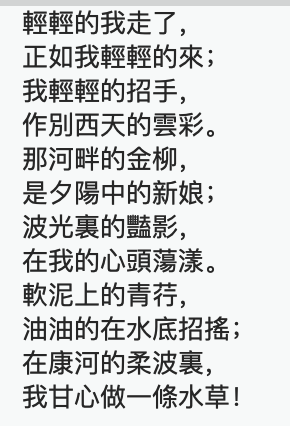 輕輕的我走了，
正如我輕輕的來；
我輕輕的招手，
作別西天的雲彩。
那河畔的金柳，
是夕陽中的新娘；
波光裏的豔影，
在我的心頭蕩漾。
軟泥上的青荇，
油油的在水底招搖；
在康河的柔波裏，
我甘心做一條水草！